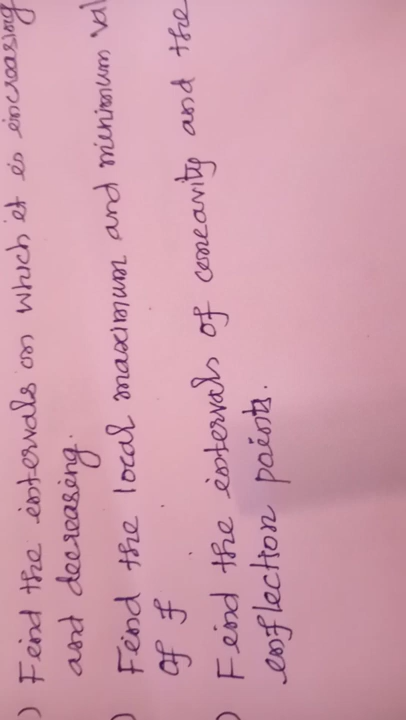 ) Find the intervals on which it is increasing
and decreasing.
) Find the local maximum and minimum val
of f
) Find the intervals of concavity and the
inflection points.